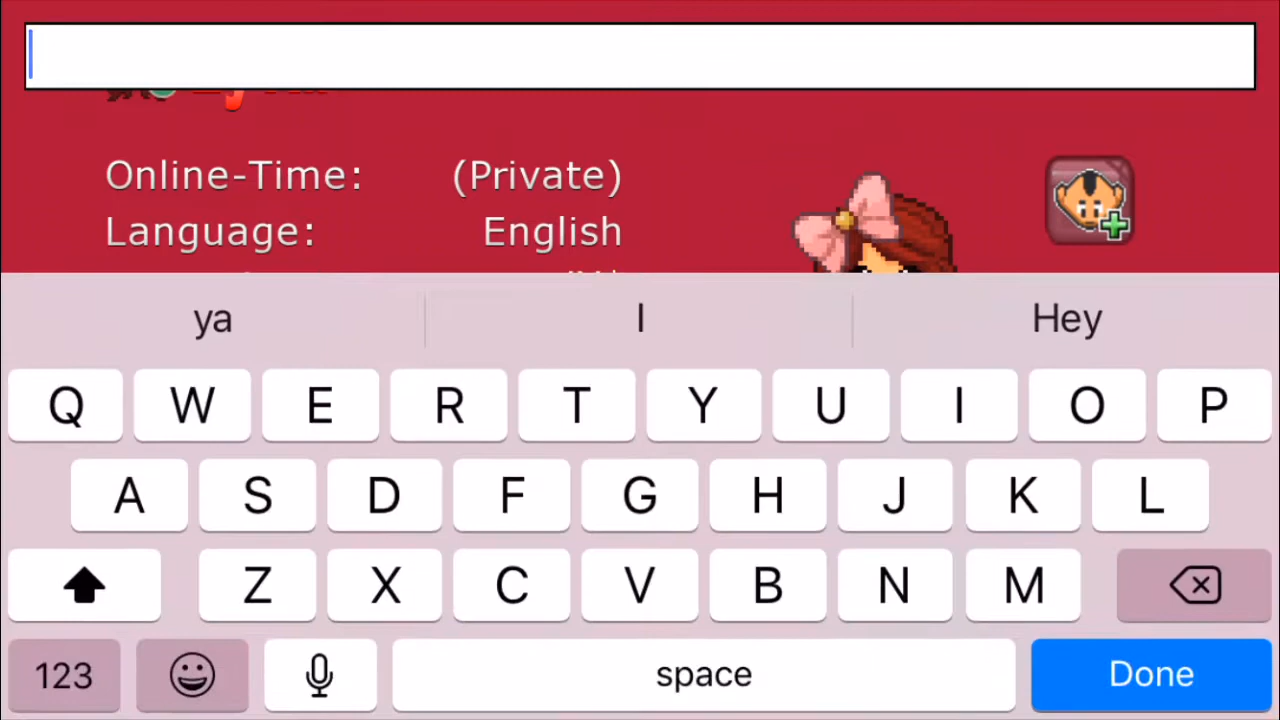 Online-Time: (Private)
Language: English
ya I Hey
Q W E R T Y U I O P
A S D F G H J K L
Z X C V B N M
123 space Done